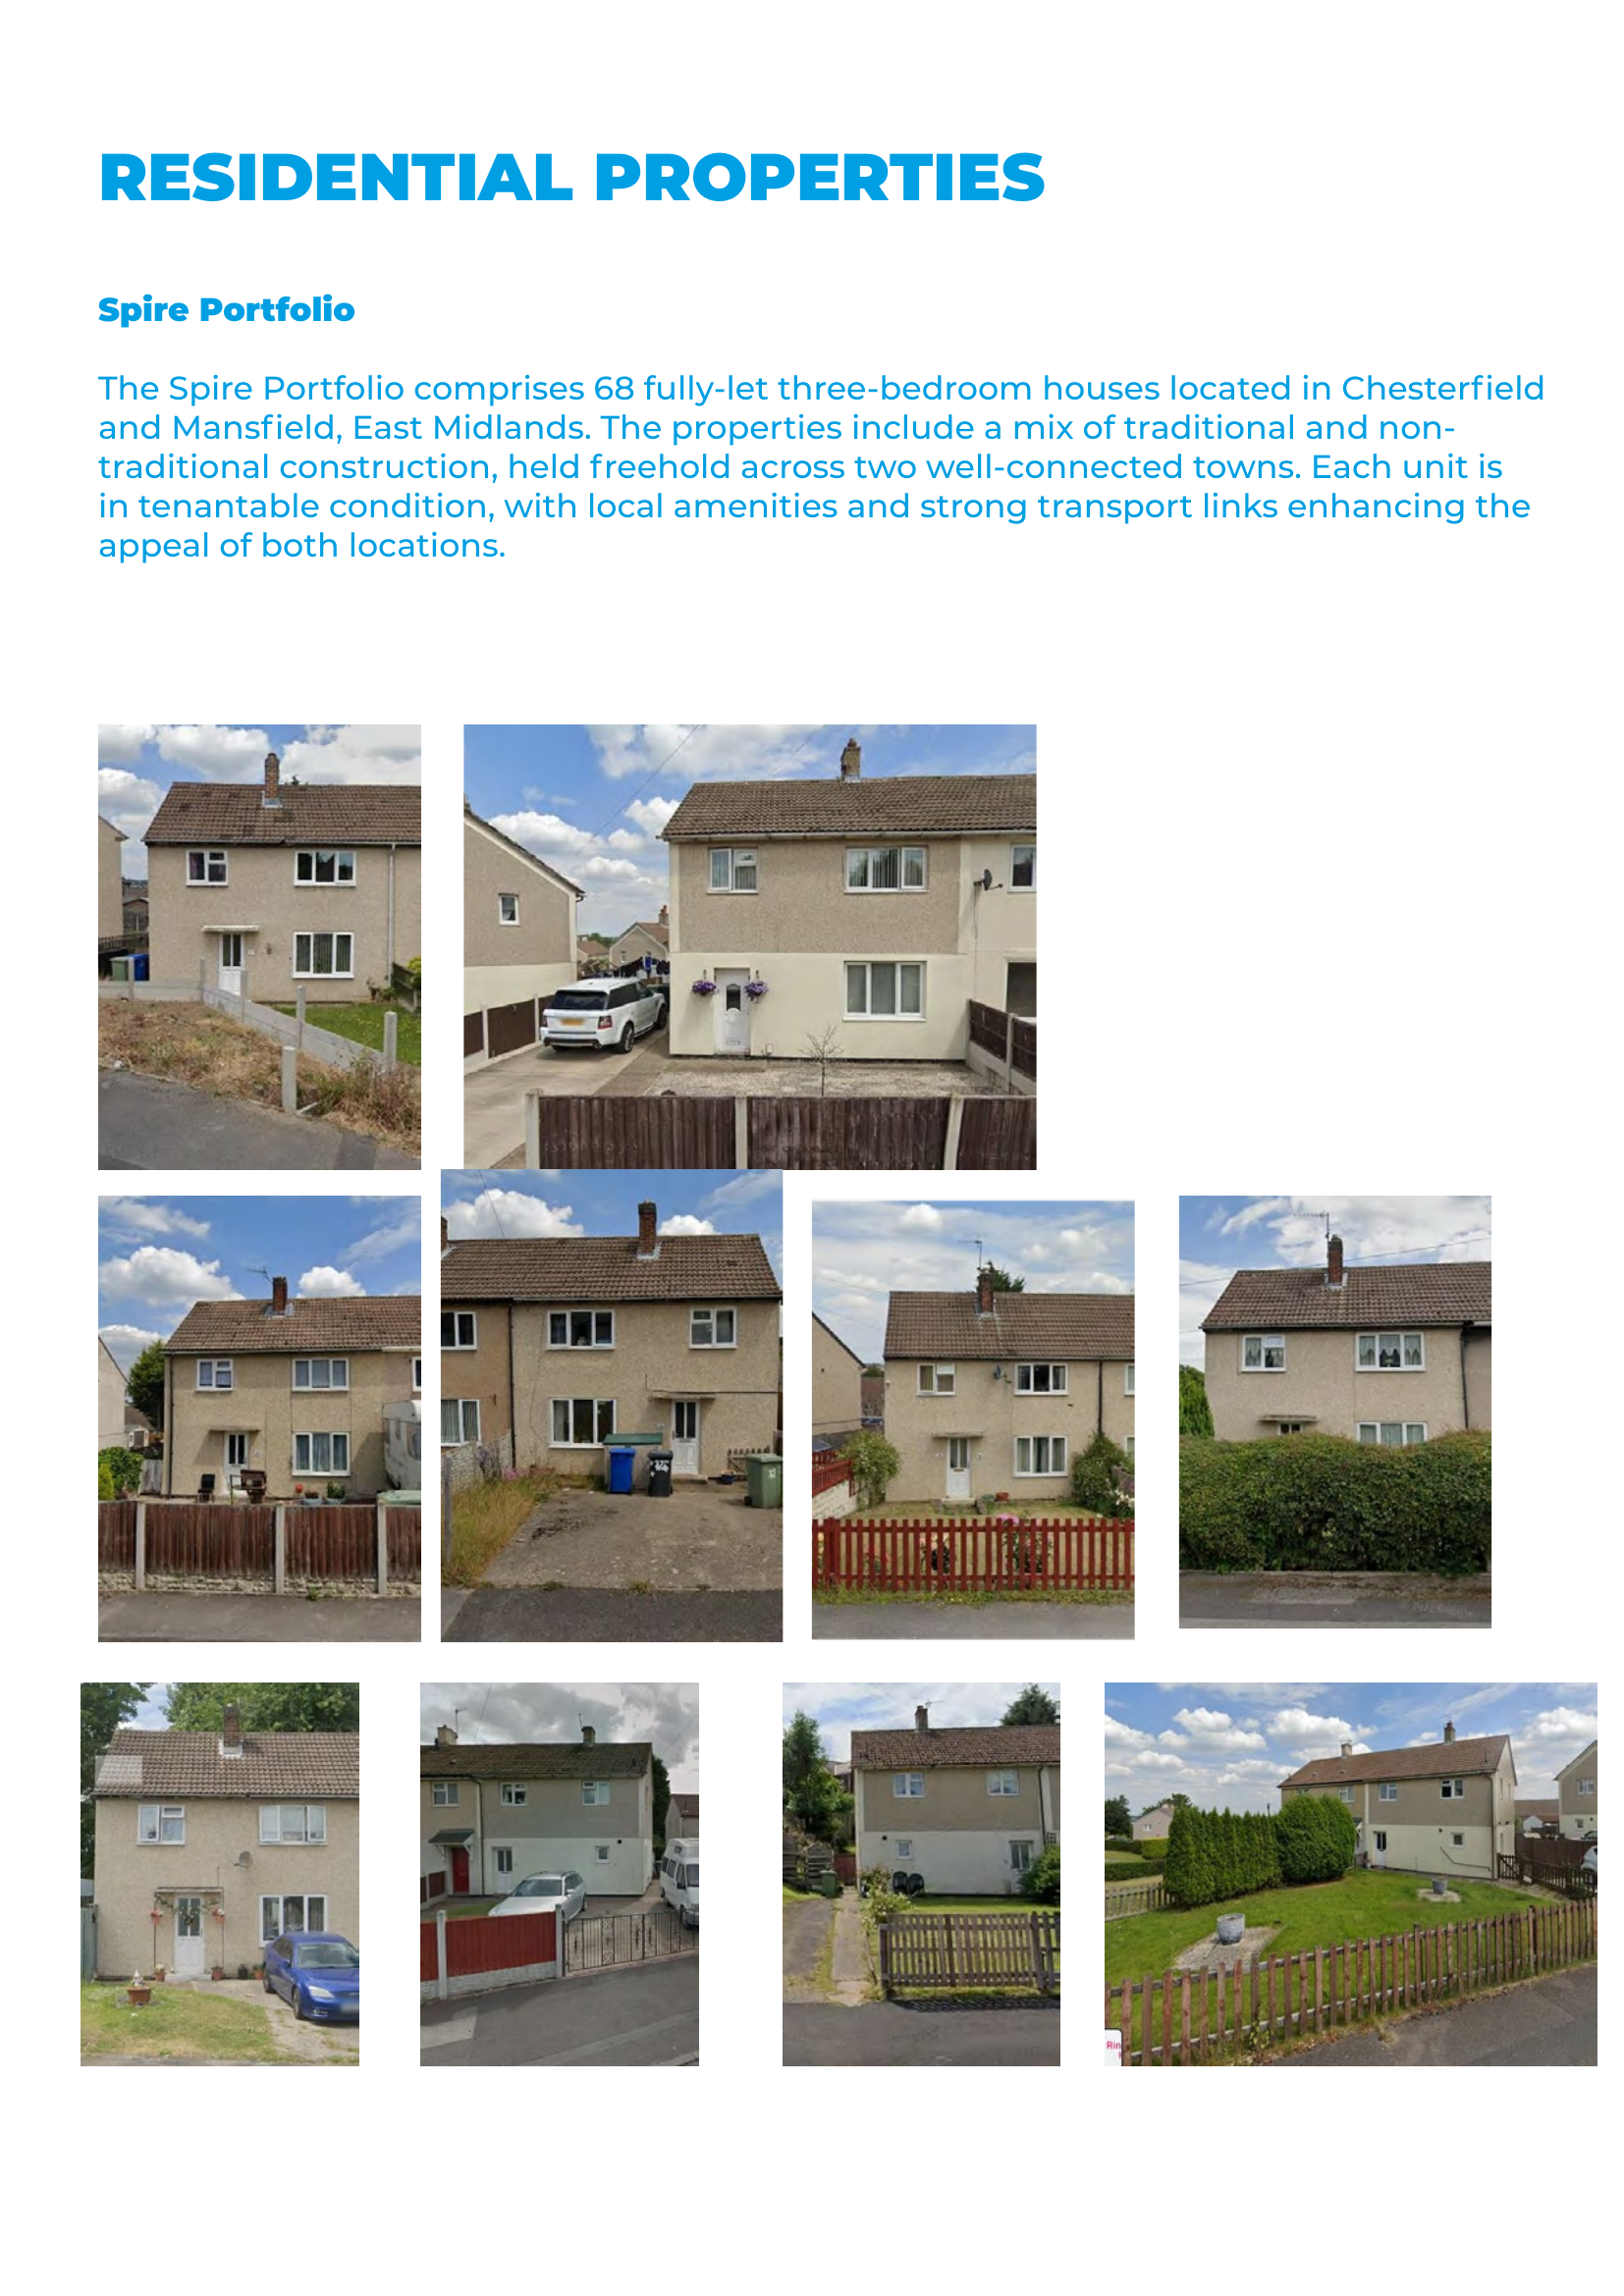 RESIDENTIAL PROPERTIES
Spire Portfolio
The Spire Portfolio comprises 68 fully-let three-bedroom houses located in Chesterfield
and Mansfield, East Midlands. The properties include a mix of traditional and non-
traditional construction, held freehold across two well-connected towns. Each unit is
in tenantable condition, with local amenities and strong transport links enhancing the
appeal of both locations.
Rin